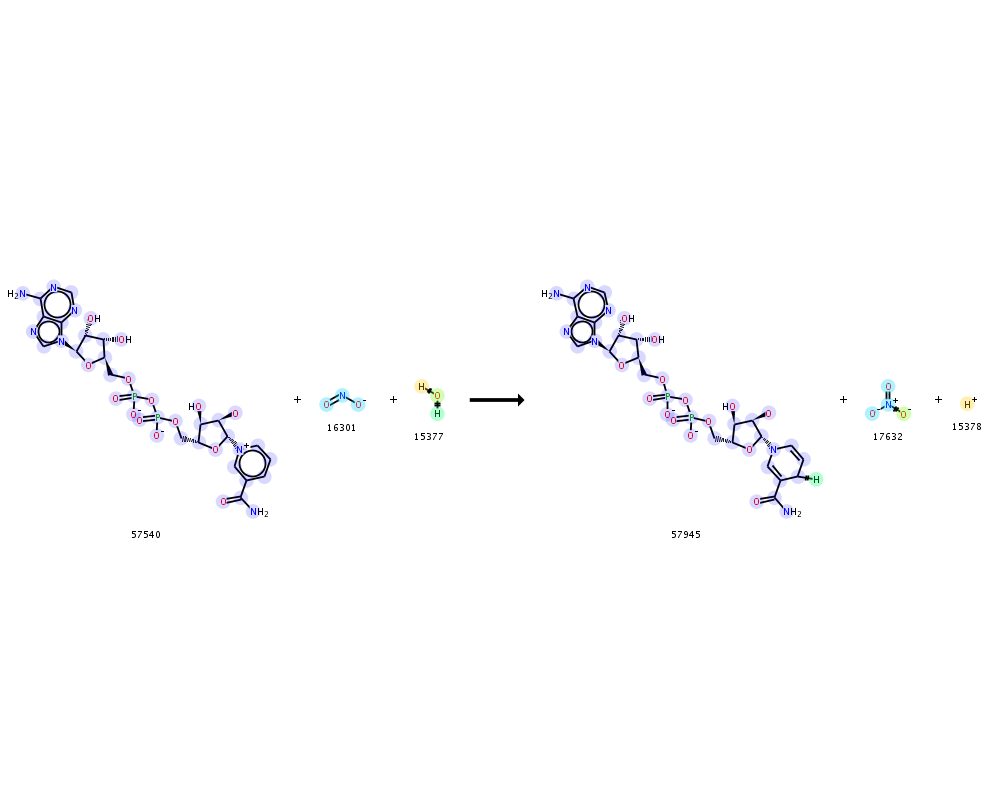 H₂N N N N N OH OH O O P O O⁻ O P O O⁻ HO O O N⁺ O NH₂
57540
+
O N O⁻
16301
+
H O H
15377
H₂N N N N N OH OH O O P O O⁻ O P O O⁻ HO O O N H O NH₂
57945
+
O N⁺ O⁻ O⁻
17632
+
H⁺
15378